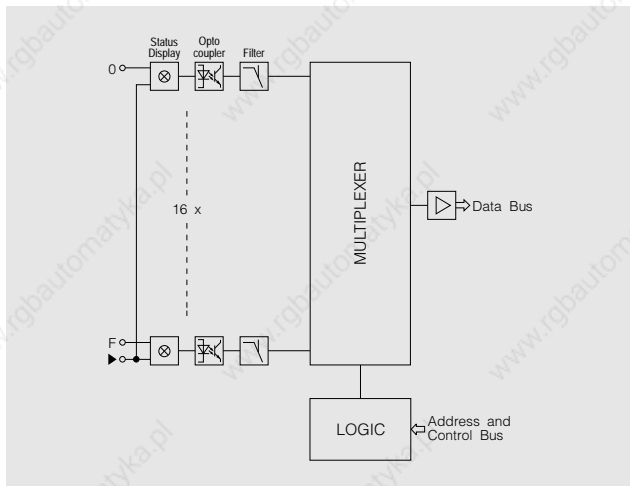 Status Display
Opto coupler
Filter
0
16 x
MULTIPLEXER
Data Bus
F
LOGIC
Address and
Control Bus
www.rgbautomatyka.pl